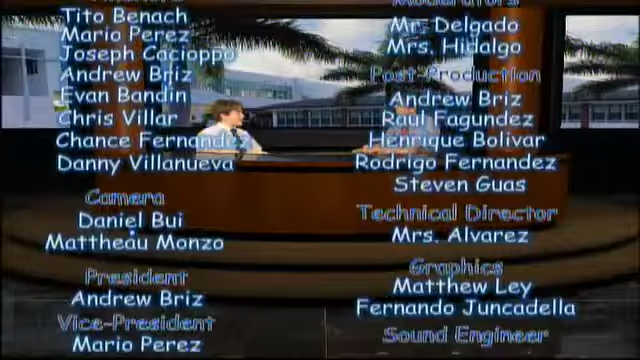 Tito Benach
Mario Perez
Joseph Cacioppo
Andrew Briz
Evan Bandin
Chris Villar
Chance Fernandez
Danny Villanueva
Camera
Daniel Bui
Mattheau Monzo
President
Andrew Briz
Vice-President
Mario Perez
Moderators
Mr. Delgado
Mrs. Hidalgo
Post-Production
Andrew Briz
Raul Fagundez
Henrique Bolivar
Rodrigo Fernandez
Steven Guas
Technical Director
Mrs. Alvarez
Graphics
Matthew Ley
Fernando Juncadella
Sound Engineer